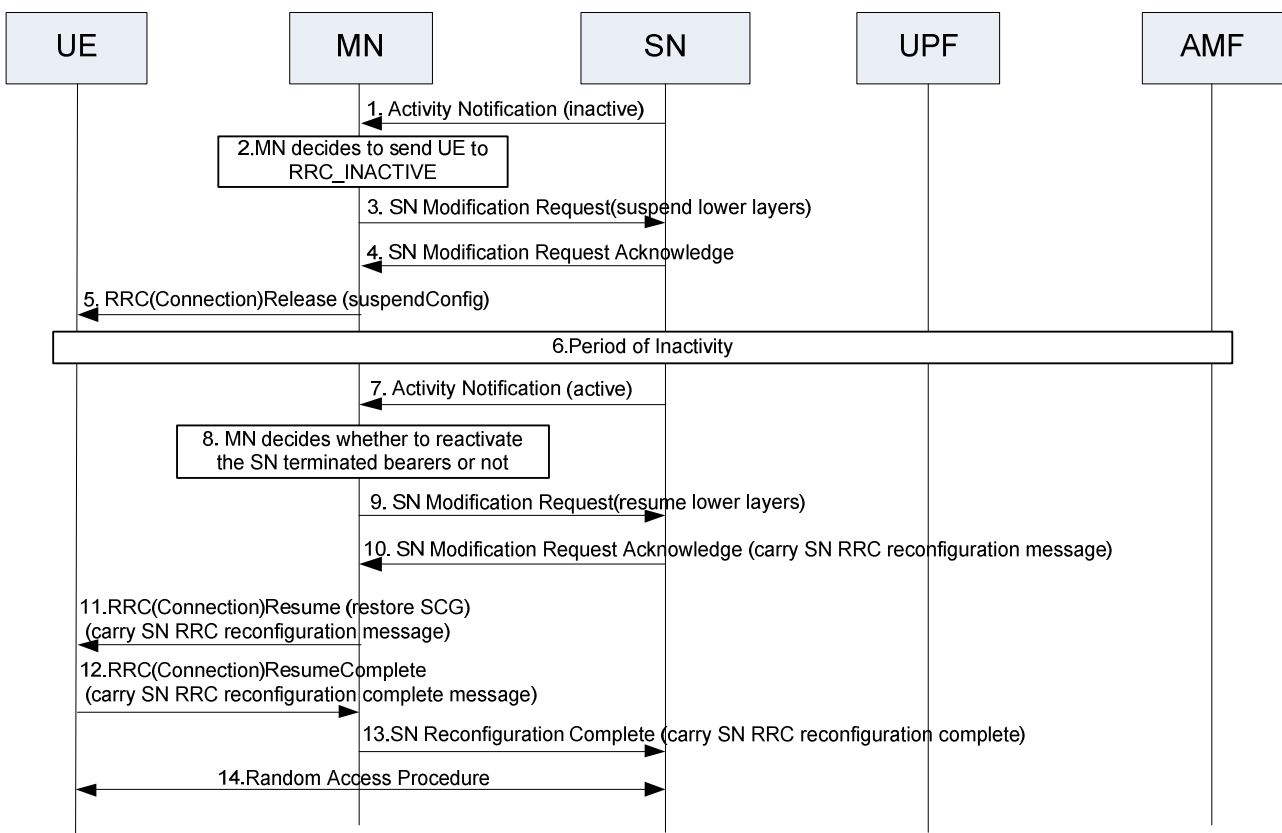 UE
MN
SN
UPF
AMF
1. Activity Notification (inactive)
2.MN decides to send UE to
RRC_INACTIVE
3. SN Modification Request(suspend lower layers)
4. SN Modification Request Acknowledge
5. RRC(Connection)Release (suspendConfig)
6.Period of Inactivity
7. Activity Notification (active)
8. MN decides whether to reactivate
the SN terminated bearers or not
9. SN Modification Request(resume lower layers)
10. SN Modification Request Acknowledge (carry SN RRC reconfiguration message)
11.RRC(Connection)Resume (restore SCG)
(carry SN RRC reconfiguration message)
12.RRC(Connection)ResumeComplete
(carry SN RRC reconfiguration complete message)
13.SN Reconfiguration Complete (carry SN RRC reconfiguration complete)
14.Random Access Procedure